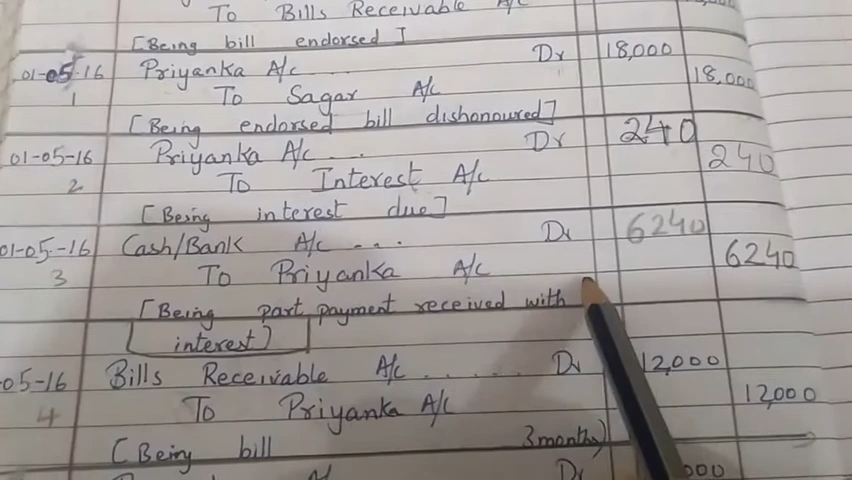 To Bills Receivable A/c
[Being bill endorsed]
01-05-16 Priyanka A/c ... Dr 18,000
1 To Sagar A/c 18,000
[Being endorsed bill dishonoured]
01-05-16 Priyanka A/c ... Dr 240
2 To Interest A/c 240
[Being interest due]
01-05-16 Cash/Bank A/c ... Dr 6240
3 To Priyanka A/c 6240
[Being part payment received with
interest)
05-16 Bills Receivable A/c ..... Dr 12,000
4 To Priyanka A/c 12,000
(Being bill 3months)
Dr 000